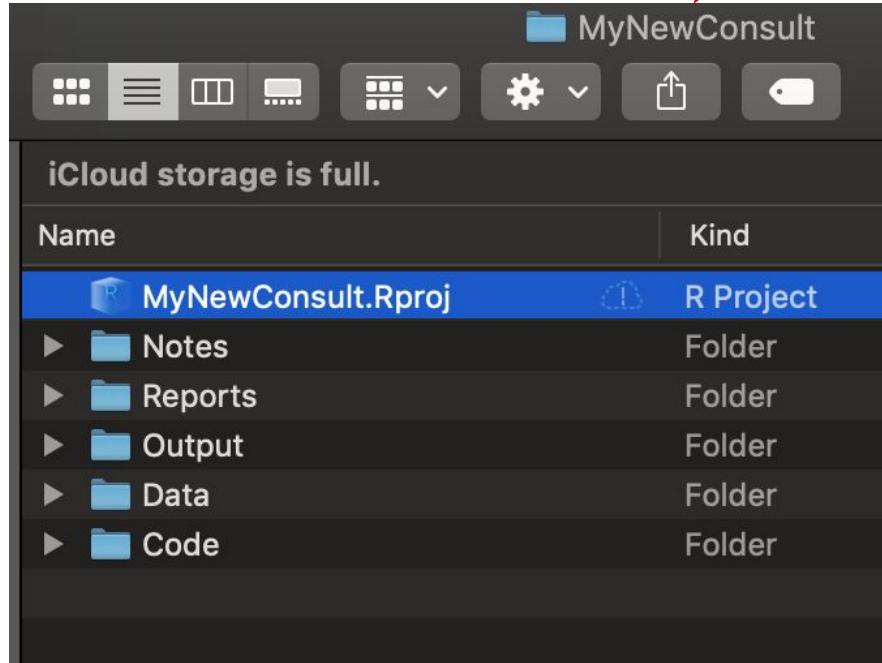 MyNewConsult
iCloud storage is full.
Name Kind
MyNewConsult.Rproj R Project
Notes Folder
Reports Folder
Output Folder
Data Folder
Code Folder